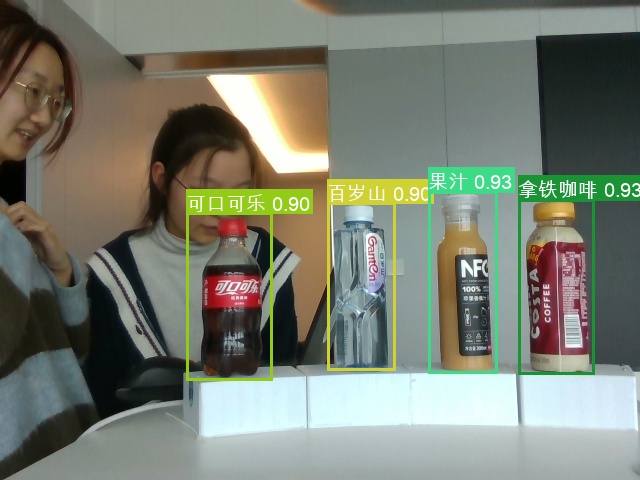 可口可乐 0.90
百岁山 0.90
果汁 0.93
拿铁咖啡 0.93
可口可乐
Ganten
NFC
100%
COSTA
COFFEE